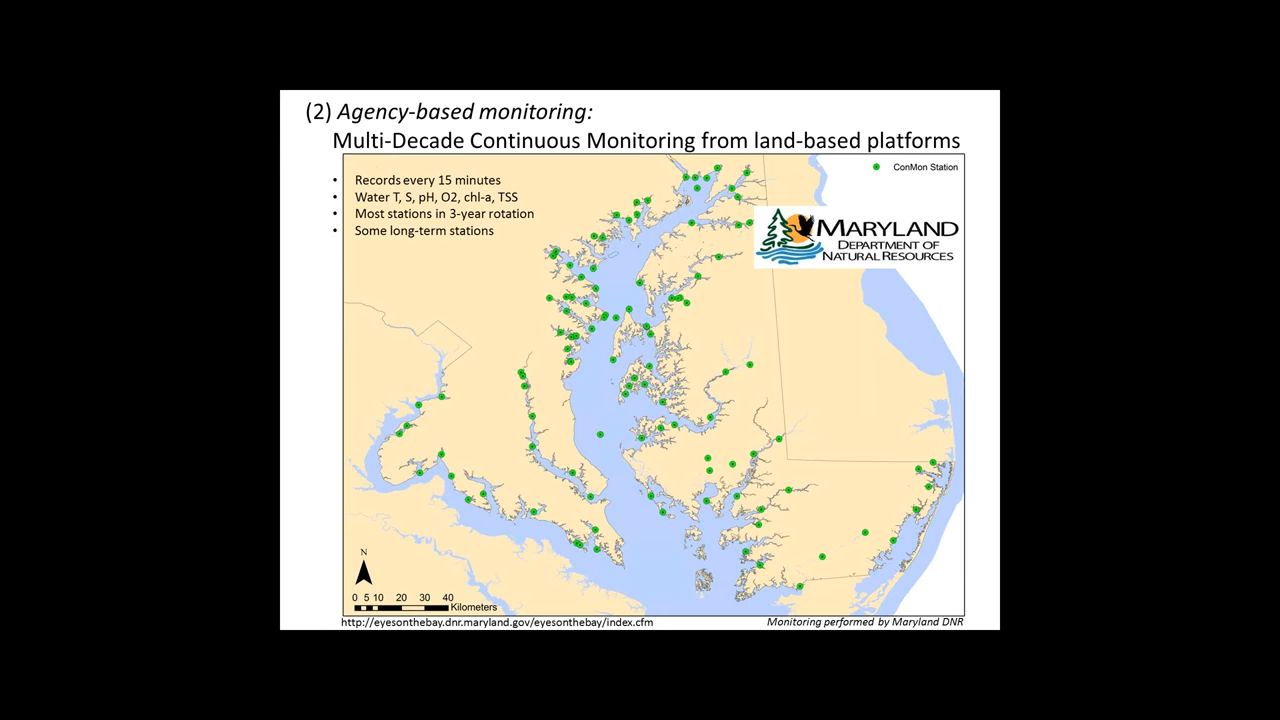 (2) Agency-based monitoring:
Multi-Decade Continuous Monitoring from land-based platforms
• Records every 15 minutes
• Water T, S, pH, O2, chl-a, TSS
• Most stations in 3-year rotation
• Some long-term stations
ConMon Station
MARYLAND
DEPARTMENT OF
NATURAL RESOURCES
N
0 5 10 20 30 40
Kilometers
http://eyesonthebay.dnr.maryland.gov/eyesonthebay/index.cfm
Monitoring performed by Maryland DNR